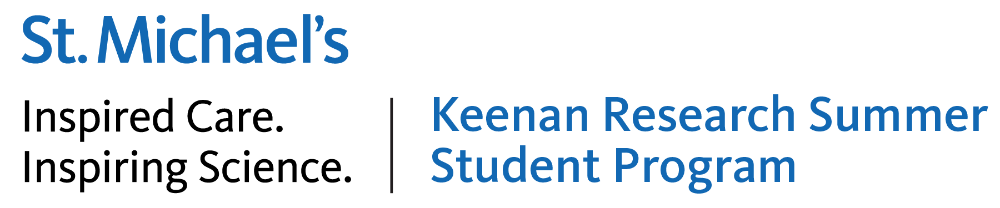 St. Michael’s
Inspired Care.
Inspiring Science.
Keenan Research Summer
Student Program